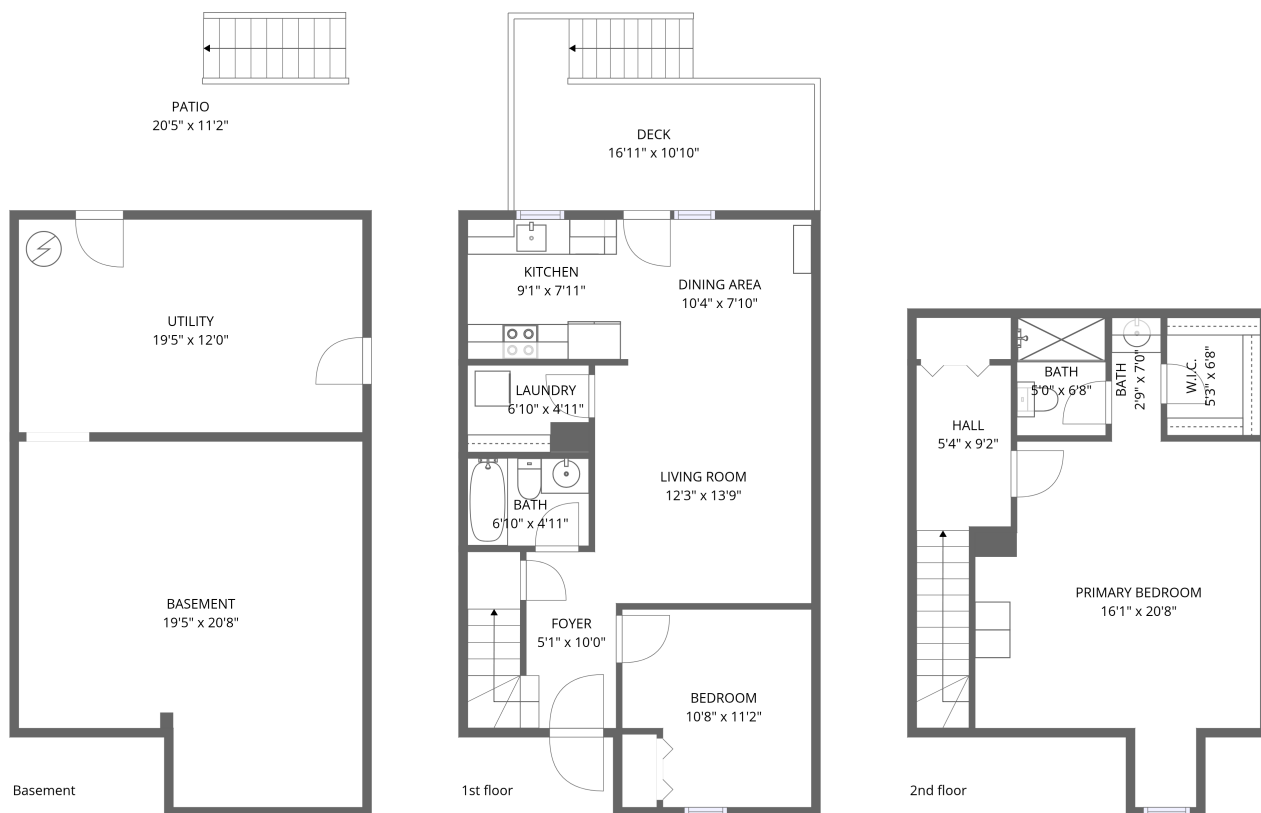 PATIO
20'5" x 11'2"
UTILITY
19'5" x 12'0"
BASEMENT
19'5" x 20'8"
Basement
DECK
16'11" x 10'10"
KITCHEN
9'1" x 7'11"
DINING AREA
10'4" x 7'10"
LAUNDRY
6'10" x 4'11"
LIVING ROOM
12'3" x 13'9"
BATH
6'10" x 4'11"
FOYER
5'1" x 10'0"
BEDROOM
10'8" x 11'2"
1st floor
BATH
5'0" x 6'8"
BATH
2'9" x 7'0"
W.I.C.
5'3" x 6'8"
HALL
5'4" x 9'2"
PRIMARY BEDROOM
16'1" x 20'8"
2nd floor